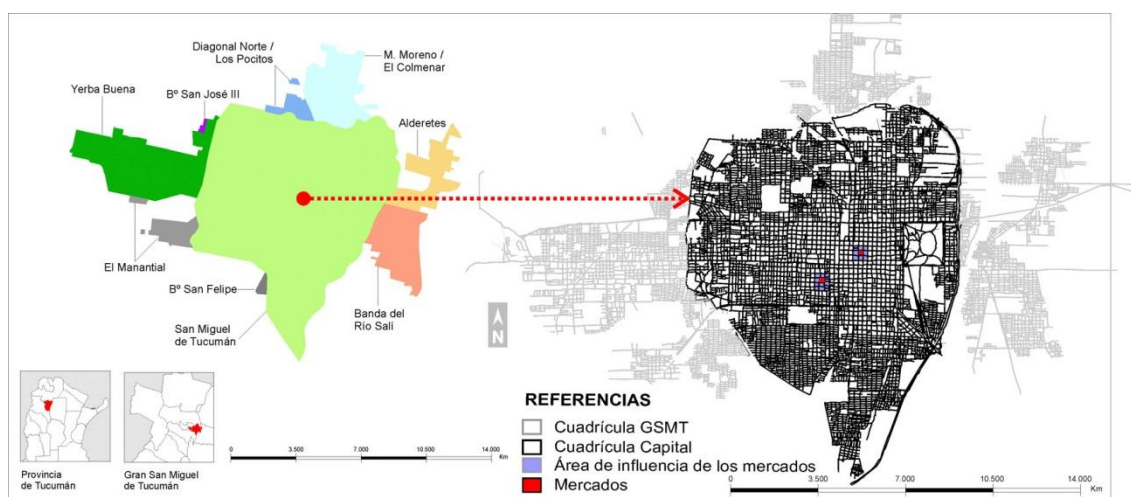 Diagonal Norte /
Los Pocitos
M. Moreno /
El Colmenar
Yerba Buena
Bº San José III
Alderetes
El Manantial
Bº San Felipe
San Miguel
de Tucumán
Banda del
Río Salí
N
Provincia
de Tucumán
Gran San Miguel
de Tucumán
0 3.500 7.000 10.500 14.000
Km
REFERENCIAS
Cuadrícula GSMT
Cuadrícula Capital
Área de influencia de los mercados
Mercados
0 3.500 7.000 10.500 14.000
Km